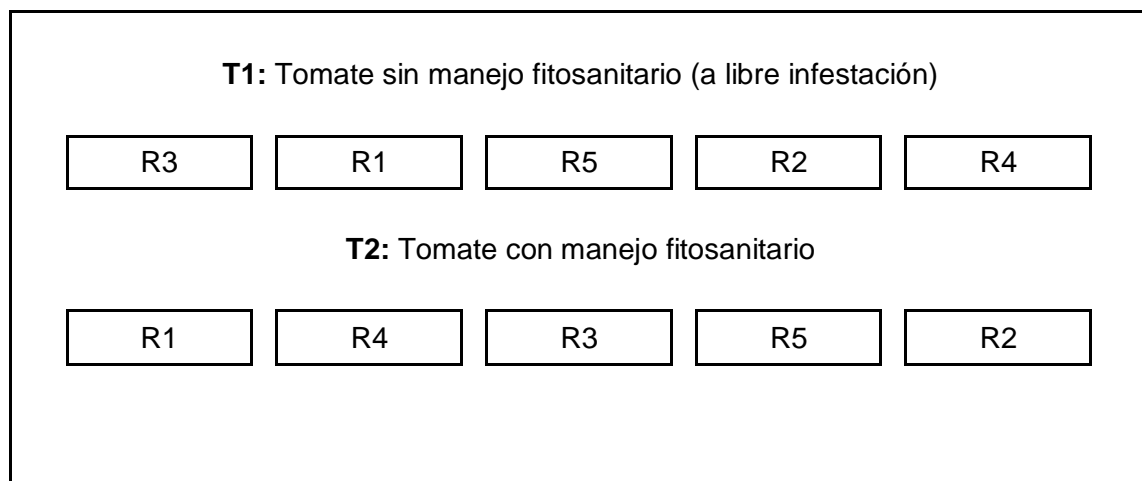 T1: Tomate sin manejo fitosanitario (a libre infestación)
R3 R1 R5 R2 R4
T2: Tomate con manejo fitosanitario
R1 R4 R3 R5 R2